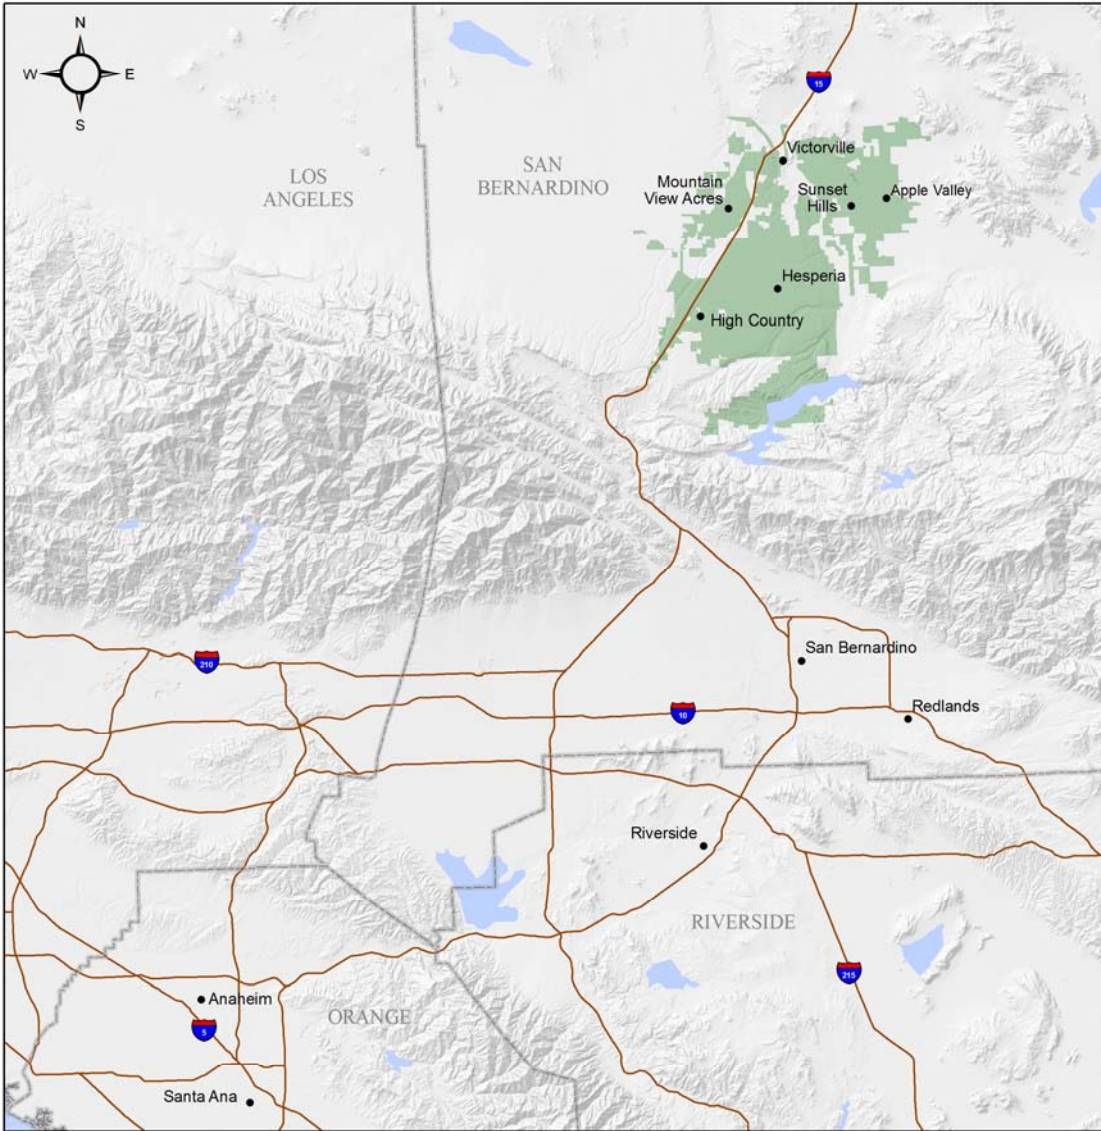 N
W E
S
15
Victorville
SAN
BERNARDINO
LOS
ANGELES
Mountain
View Acres
Sunset
Hills
Apple Valley
Hesperia
High Country
San Bernardino
210
10
Redlands
Riverside
RIVERSIDE
215
Anaheim
ORANGE
5
Santa Ana